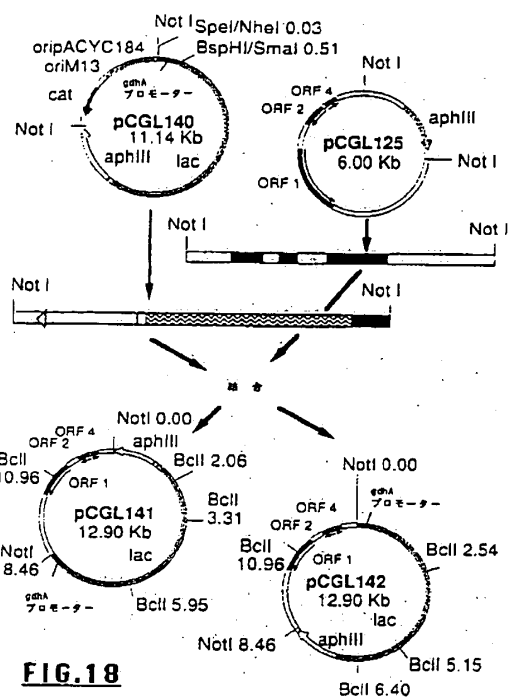 Not I
SpeI/NheI 0.03
oripACYC184
BspHI/SmaI 0.51
oriM13
cat
gdhA
プロモーター
Not I
pCGL140
11.14 Kb
aphIII
lac
Not I
ORF 4
ORF 2
aphIII
pCGL125
6.00 Kb
Not I
ORF 1
Not I
Not I
Not I
Not I
結合
NotI 0.00
ORF 4
aphIII
ORF 2
BclI
10.96
BclI 2.06
ORF 1
BclI
3.31
pCGL141
12.90 Kb
lac
NotI
8.46
gdhA
プロモーター
BclI 5.95
NotI 0.00
gdhA
プロモーター
ORF 4
ORF 2
BclI
10.96
BclI 2.54
ORF 1
pCGL142
12.90 Kb
lac
NotI 8.46
aphIII
BclI 5.15
BclI 6.40
FIG.18